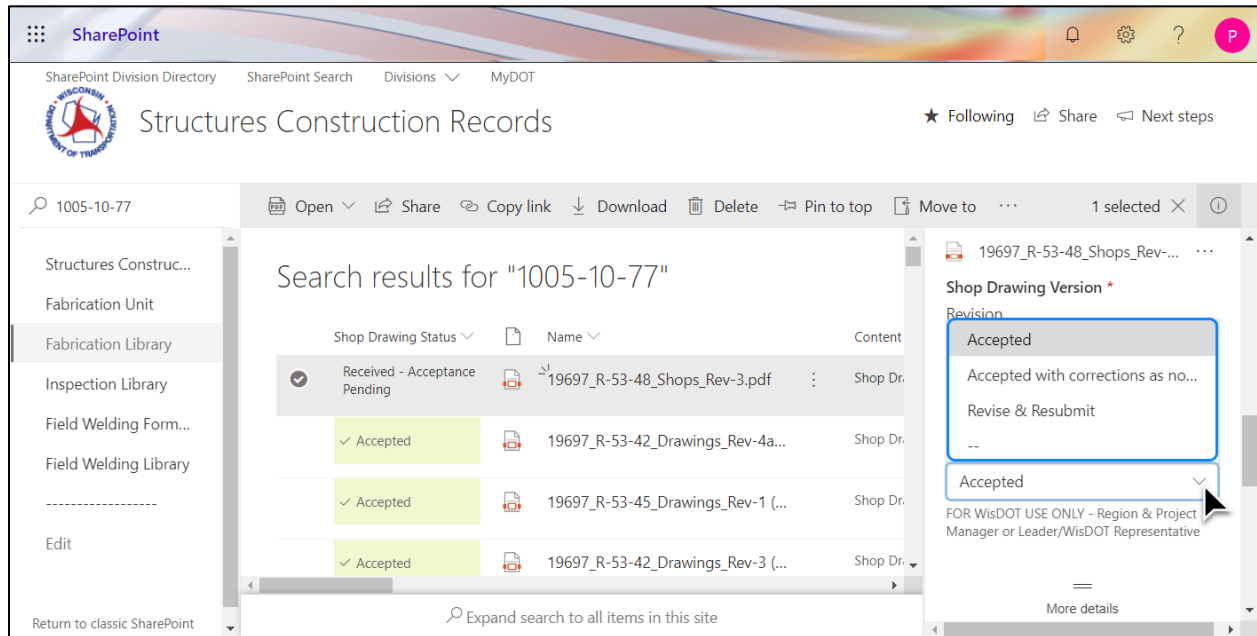 SharePoint
?
P
SharePoint Division Directory SharePoint Search Divisions MyDOT
WISCONSIN
DEPARTMENT OF TRANSPORTATION
Structures Construction Records
Following Share Next steps
1005-10-77
PDF Open Share Copy link Download Delete Pin to top Move to ... 1 selected
Structures Construc...
Fabrication Unit
Fabrication Library
Inspection Library
Field Welding Form...
Field Welding Library
-----------------
Edit
Return to classic SharePoint
Search results for "1005-10-77"
Shop Drawing Status Name Content
Received - Acceptance
Pending
19697_R-53-48_Shops_Rev-3.pdf Shop Dr
Accepted 19697_R-53-42_Drawings_Rev-4a... Shop Dr
Accepted 19697_R-53-45_Drawings_Rev-1 (... Shop Dr
Accepted 19697_R-53-42_Drawings_Rev-3 (... Shop Dr
Expand search to all items in this site
19697_R-53-48_Shops_Rev-... ...
Shop Drawing Version *
Revision
Accepted
Accepted with corrections as no...
Revise & Resubmit
--
Accepted
FOR WisDOT USE ONLY - Region & Project
Manager or Leader/WisDOT Representative
More details